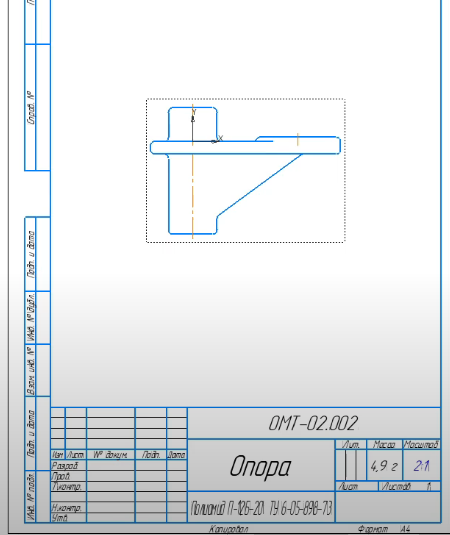 Справ. №
Подп. и дата
Инв. № дубл.
Взам. инв. №
Подп. и дата
Инв. № подл.
Y
X
ОМТ-02.002
Изм Лист № докум. Подп. Дата
Разраб.
Пров.
Т.контр.
Н.контр.
Утв.
Опора
Лит. Масса Масштаб
4,9 г 2:1
Лист Листов 1
Полиамид П-12Б-20 ТУ 6-05-898-73
Копировал Формат А4